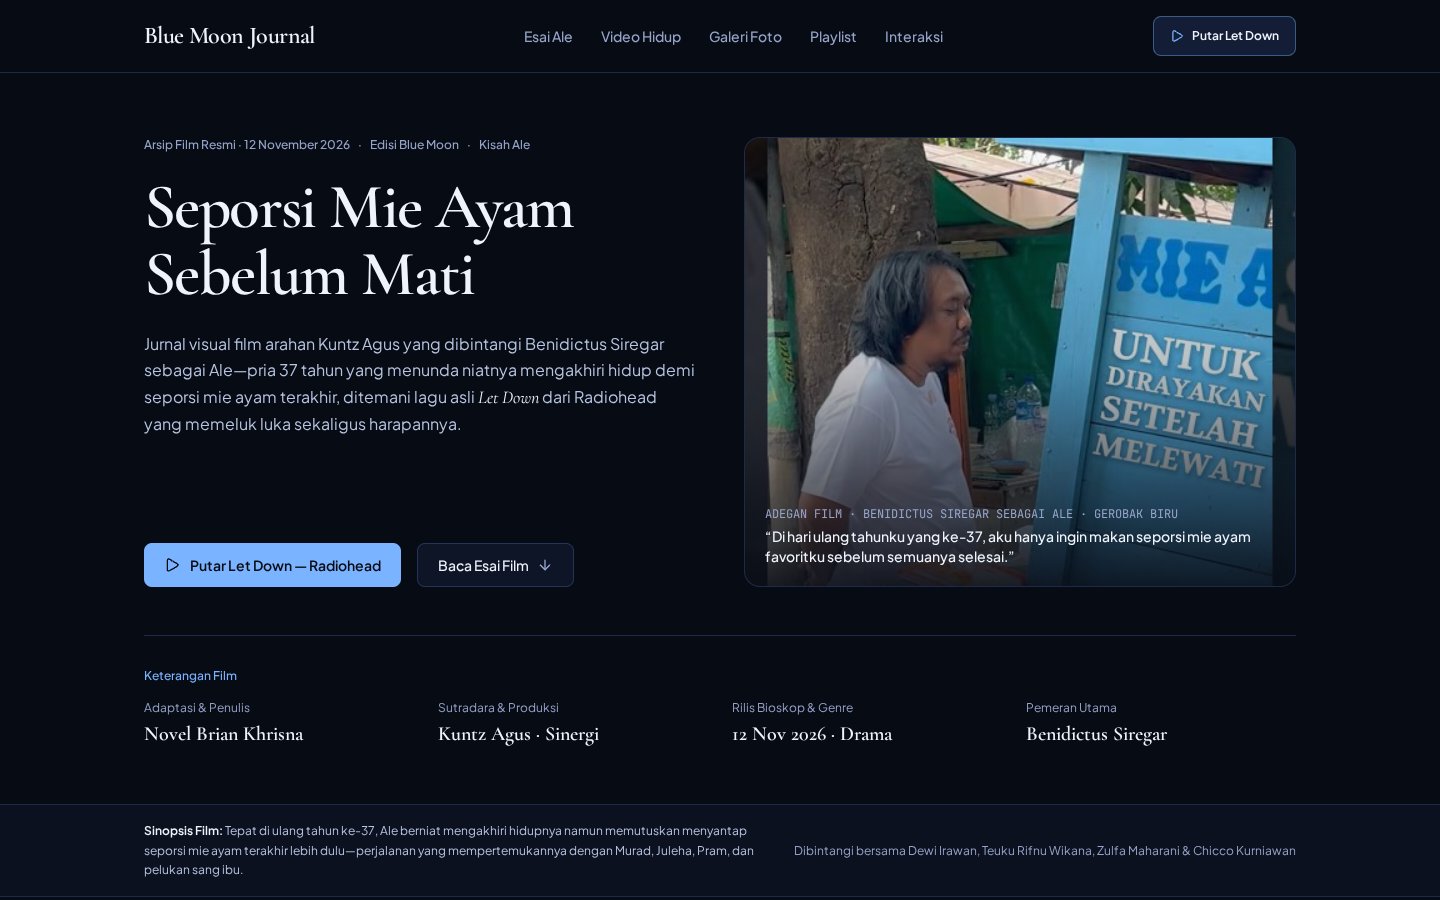 Blue Moon Journal
Esai Ale
Video Hidup
Galeri Foto
Playlist
Interaksi
Putar Let Down
Arsip Film Resmi · 12 November 2026 · Edisi Blue Moon · Kisah Ale
Seporsi Mie Ayam
Sebelum Mati
Jurnal visual film arahan Kuntz Agus yang dibintangi Benidictus Siregar
sebagai Ale—pria 37 tahun yang menunda niatnya mengakhiri hidup demi
seporsi mie ayam terakhir, ditemani lagu asli Let Down dari Radiohead
yang memeluk luka sekaligus harapannya.
Putar Let Down — Radiohead
Baca Esai Film
MIE A
UNTUK
DIRAYAKAN
SETELAH
MELEWATI
ADEGAN FILM · BENIDICTUS SIREGAR SEBAGAI ALE · GEROBAK BIRU
“Di hari ulang tahunku yang ke-37, aku hanya ingin makan seporsi mie ayam
favoritku sebelum semuanya selesai.”
Keterangan Film
Adaptasi & Penulis
Novel Brian Khrisna
Sutradara & Produksi
Kuntz Agus · Sinergi
Rilis Bioskop & Genre
12 Nov 2026 · Drama
Pemeran Utama
Benidictus Siregar
Sinopsis Film: Tepat di ulang tahun ke-37, Ale berniat mengakhiri hidupnya namun memutuskan menyantap
seporsi mie ayam terakhir lebih dulu—perjalanan yang mempertemukannya dengan Murad, Juleha, Pram, dan
pelukan sang ibu.
Dibintangi bersama Dewi Irawan, Teuku Rifnu Wikana, Zulfa Maharani & Chicco Kurniawan